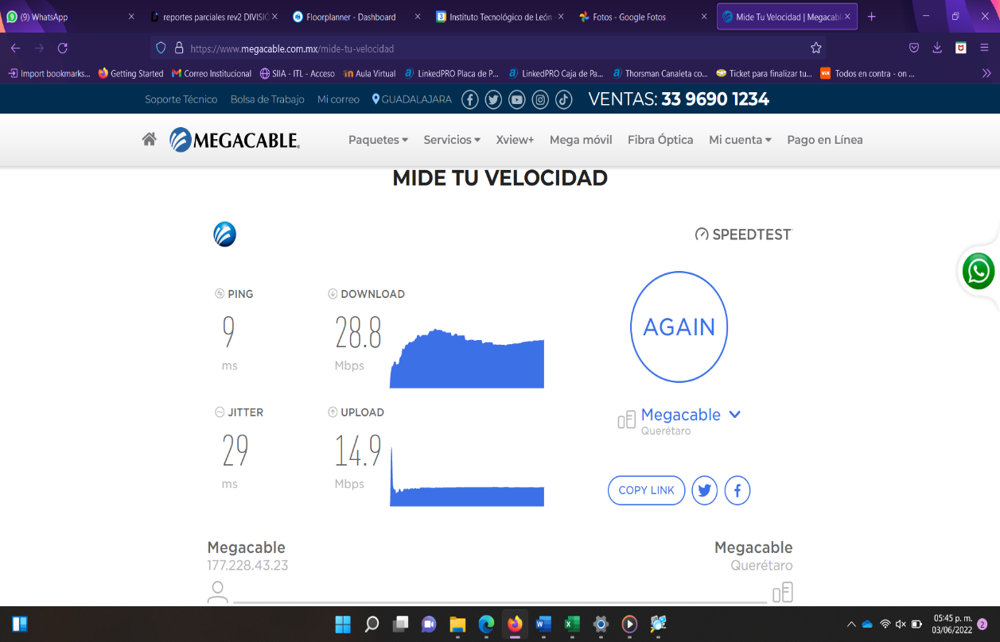 (9) WhatsApp
reportes parciales rev2 DIVISIÓ
Floorplanner - Dashboard
Instituto Tecnológico de León
Fotos - Google Fotos
Mide Tu Velocidad | Megacabl
https://www.megacable.com.mx/mide-tu-velocidad
Import bookmarks... Getting Started Correo Institucional SIIA - ITL - Acceso Aula Virtual LinkedPRO Placa de P... LinkedPRO Caja de Pa... Thorsman Canaleta co... Ticket para finalizar tu... Todos en contra - on ...
Soporte Técnico Bolsa de Trabajo Mi correo GUADALAJARA VENTAS: 33 9690 1234
MEGACABLE Paquetes Servicios Xview+ Mega móvil Fibra Óptica Mi cuenta Pago en Línea
MIDE TU VELOCIDAD
SPEEDTEST
PING DOWNLOAD
9 28.8
ms Mbps
AGAIN
JITTER UPLOAD
29 14.9
ms Mbps
Megacable
Querétaro
COPY LINK
Megacable Megacable
177.228.43.23 Querétaro
05:45 p. m.
03/06/2022 2